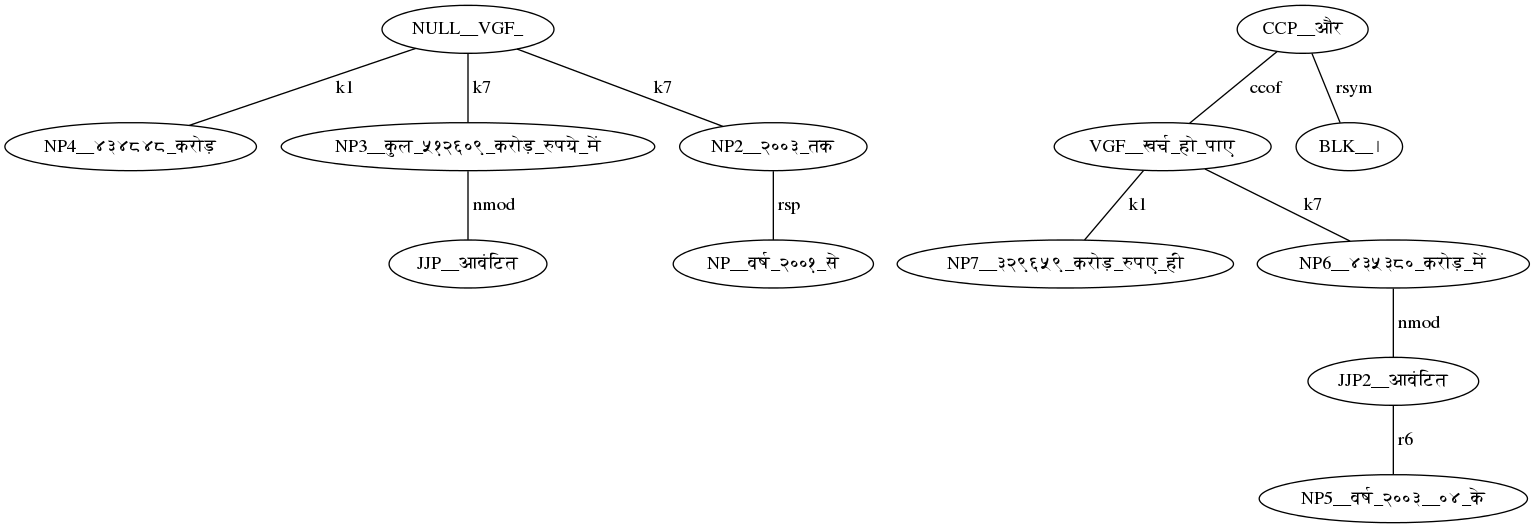 NULL__VGF_ CCP__और
k1 k7 k7 ccof rsym
NP4__४३४८४८_करोड़ NP3__कुल_५१२६०९_करोड़_रुपये_में NP2__२००३_तक VGF__खर्च_हो_पाए BLK__।
nmod rsp k1 k7
JJP__आवंटित NP__वर्ष_२००१_से NP7__३२९६५९_करोड़_रुपए_ही NP6__४३५३८०_करोड़_में
nmod
JJP2__आवंटित
r6
NP5__वर्ष_२००३__०४_के